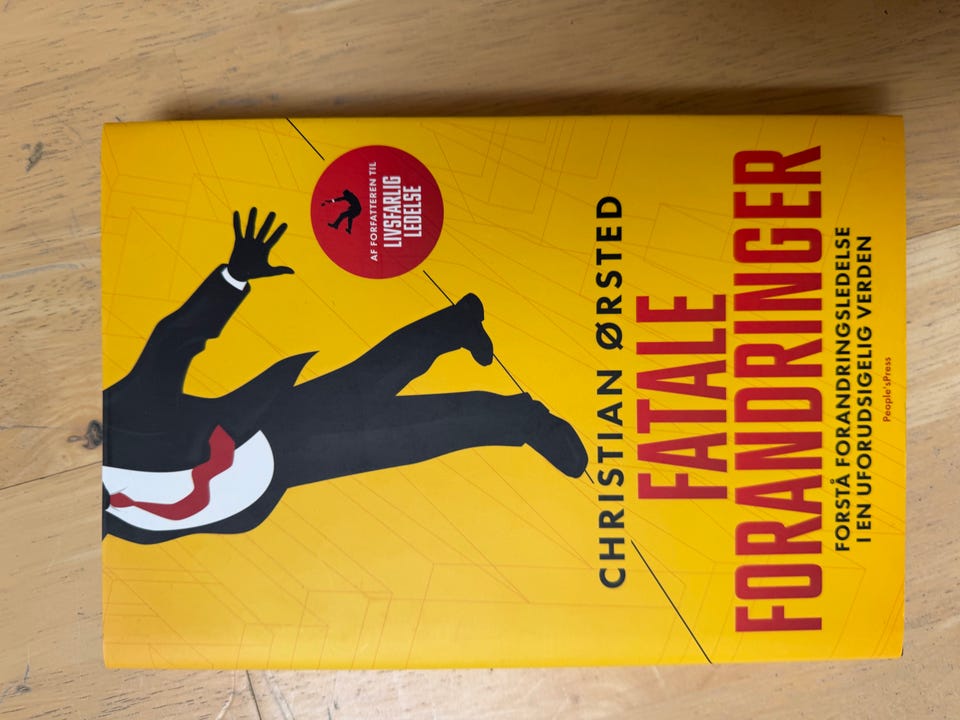 AF FORFATTEREN TIL
LIVSFARLIG
LEDELSE
CHRISTIAN ØRSTED
FATALE
FORANDRINGER
FORSTÅ FORANDRINGSLEDELSE
I EN UFORUDSIGELIG VERDEN
People'sPress